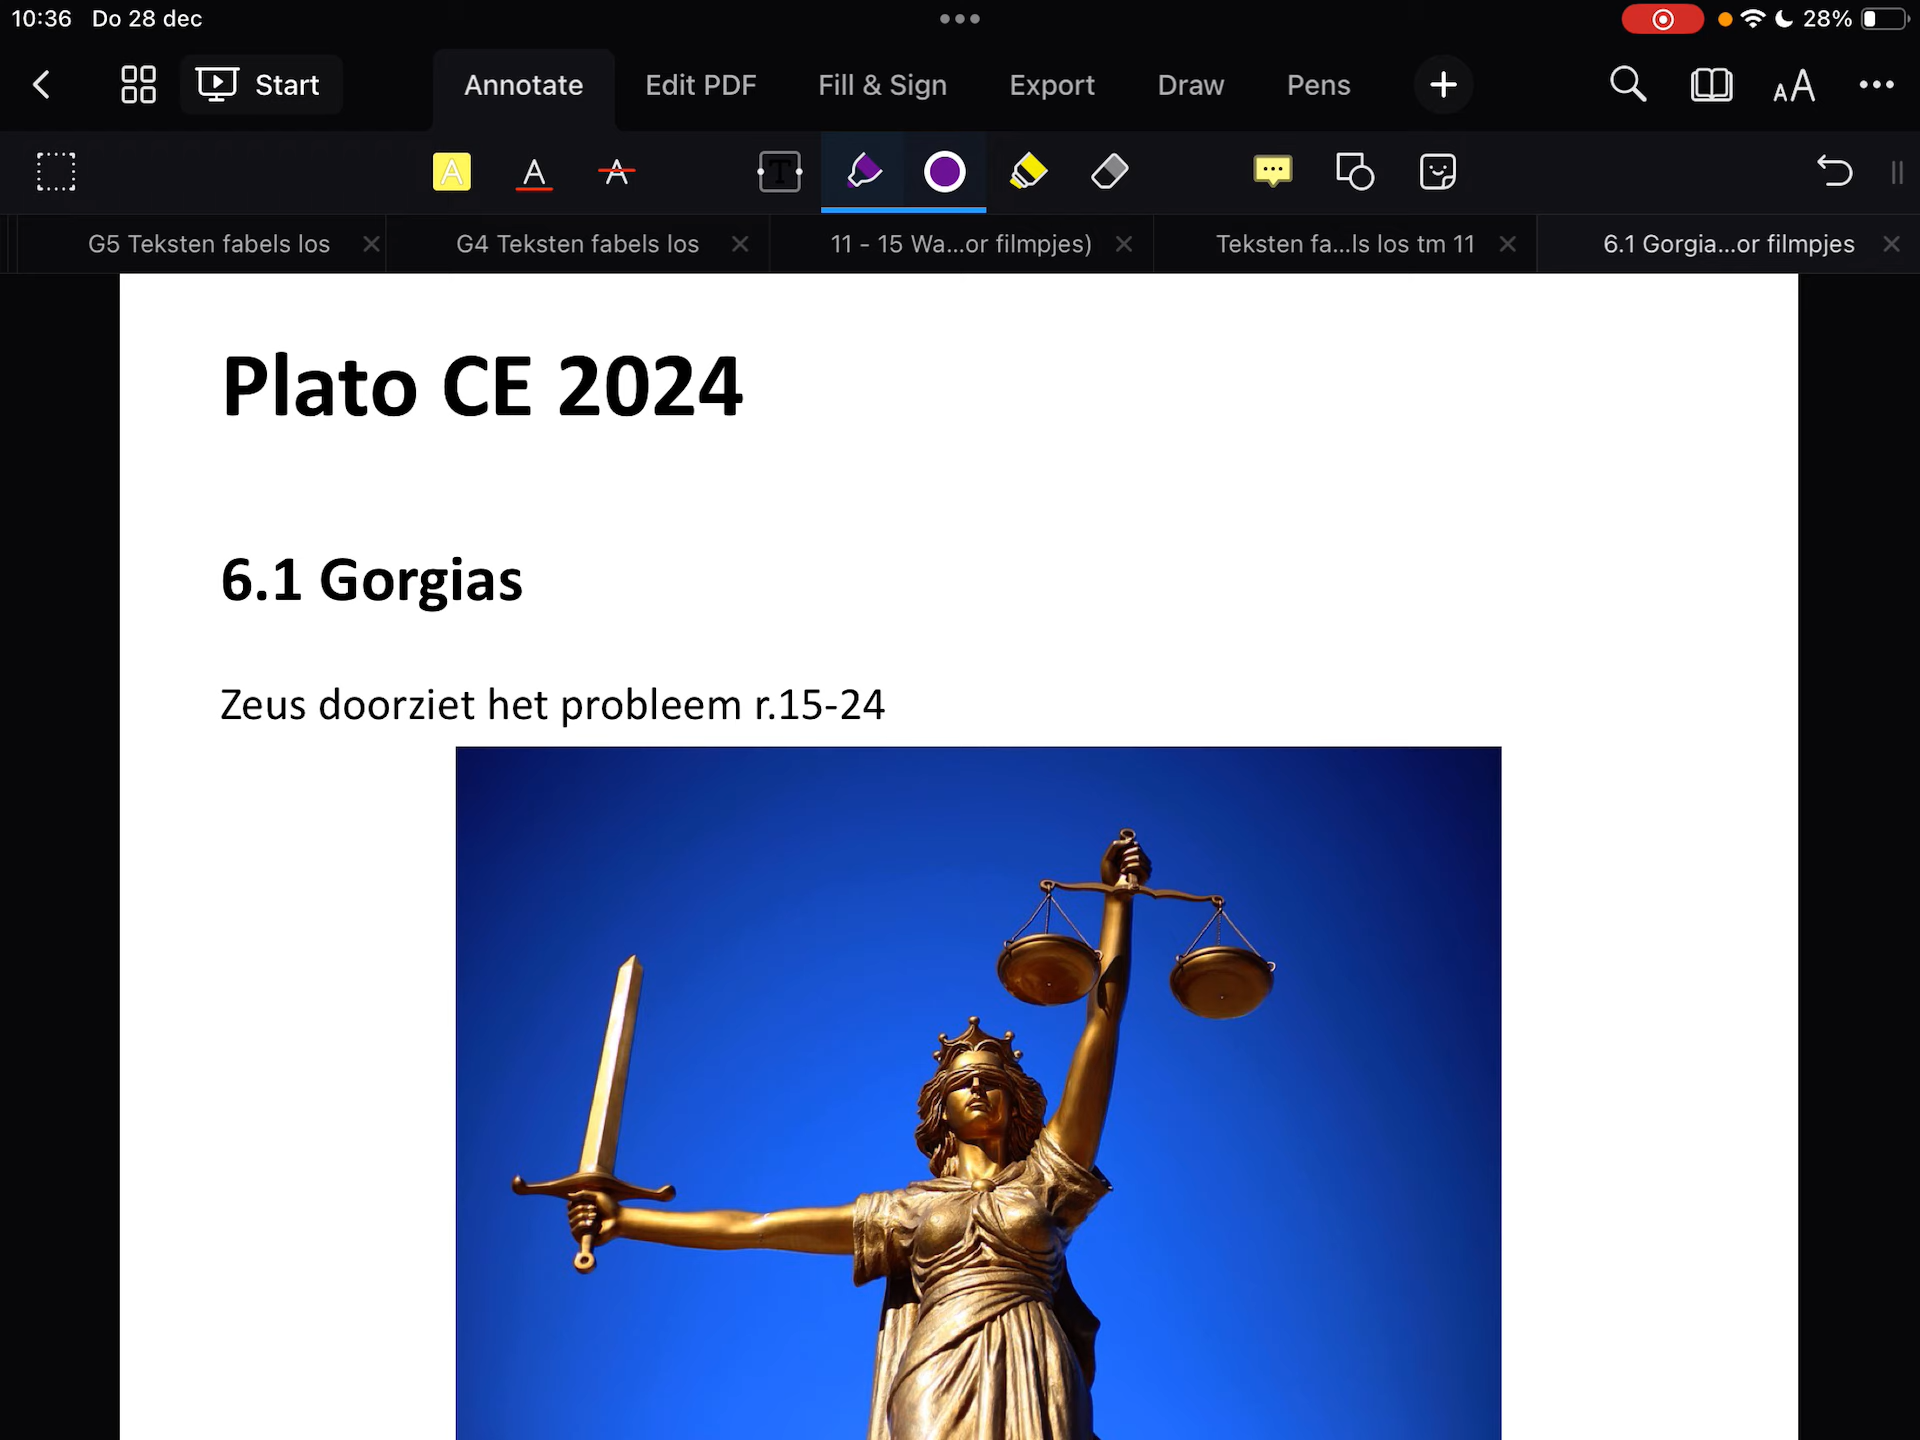 10:36 Do 28 dec 28%
Start Annotate Edit PDF Fill & Sign Export Draw Pens AA
A A A T
G5 Teksten fabels los G4 Teksten fabels los 11 - 15 Wa...or filmpjes) Teksten fa...ls los tm 11 6.1 Gorgia...or filmpjes
Plato CE 2024
6.1 Gorgias
Zeus doorziet het probleem r.15-24